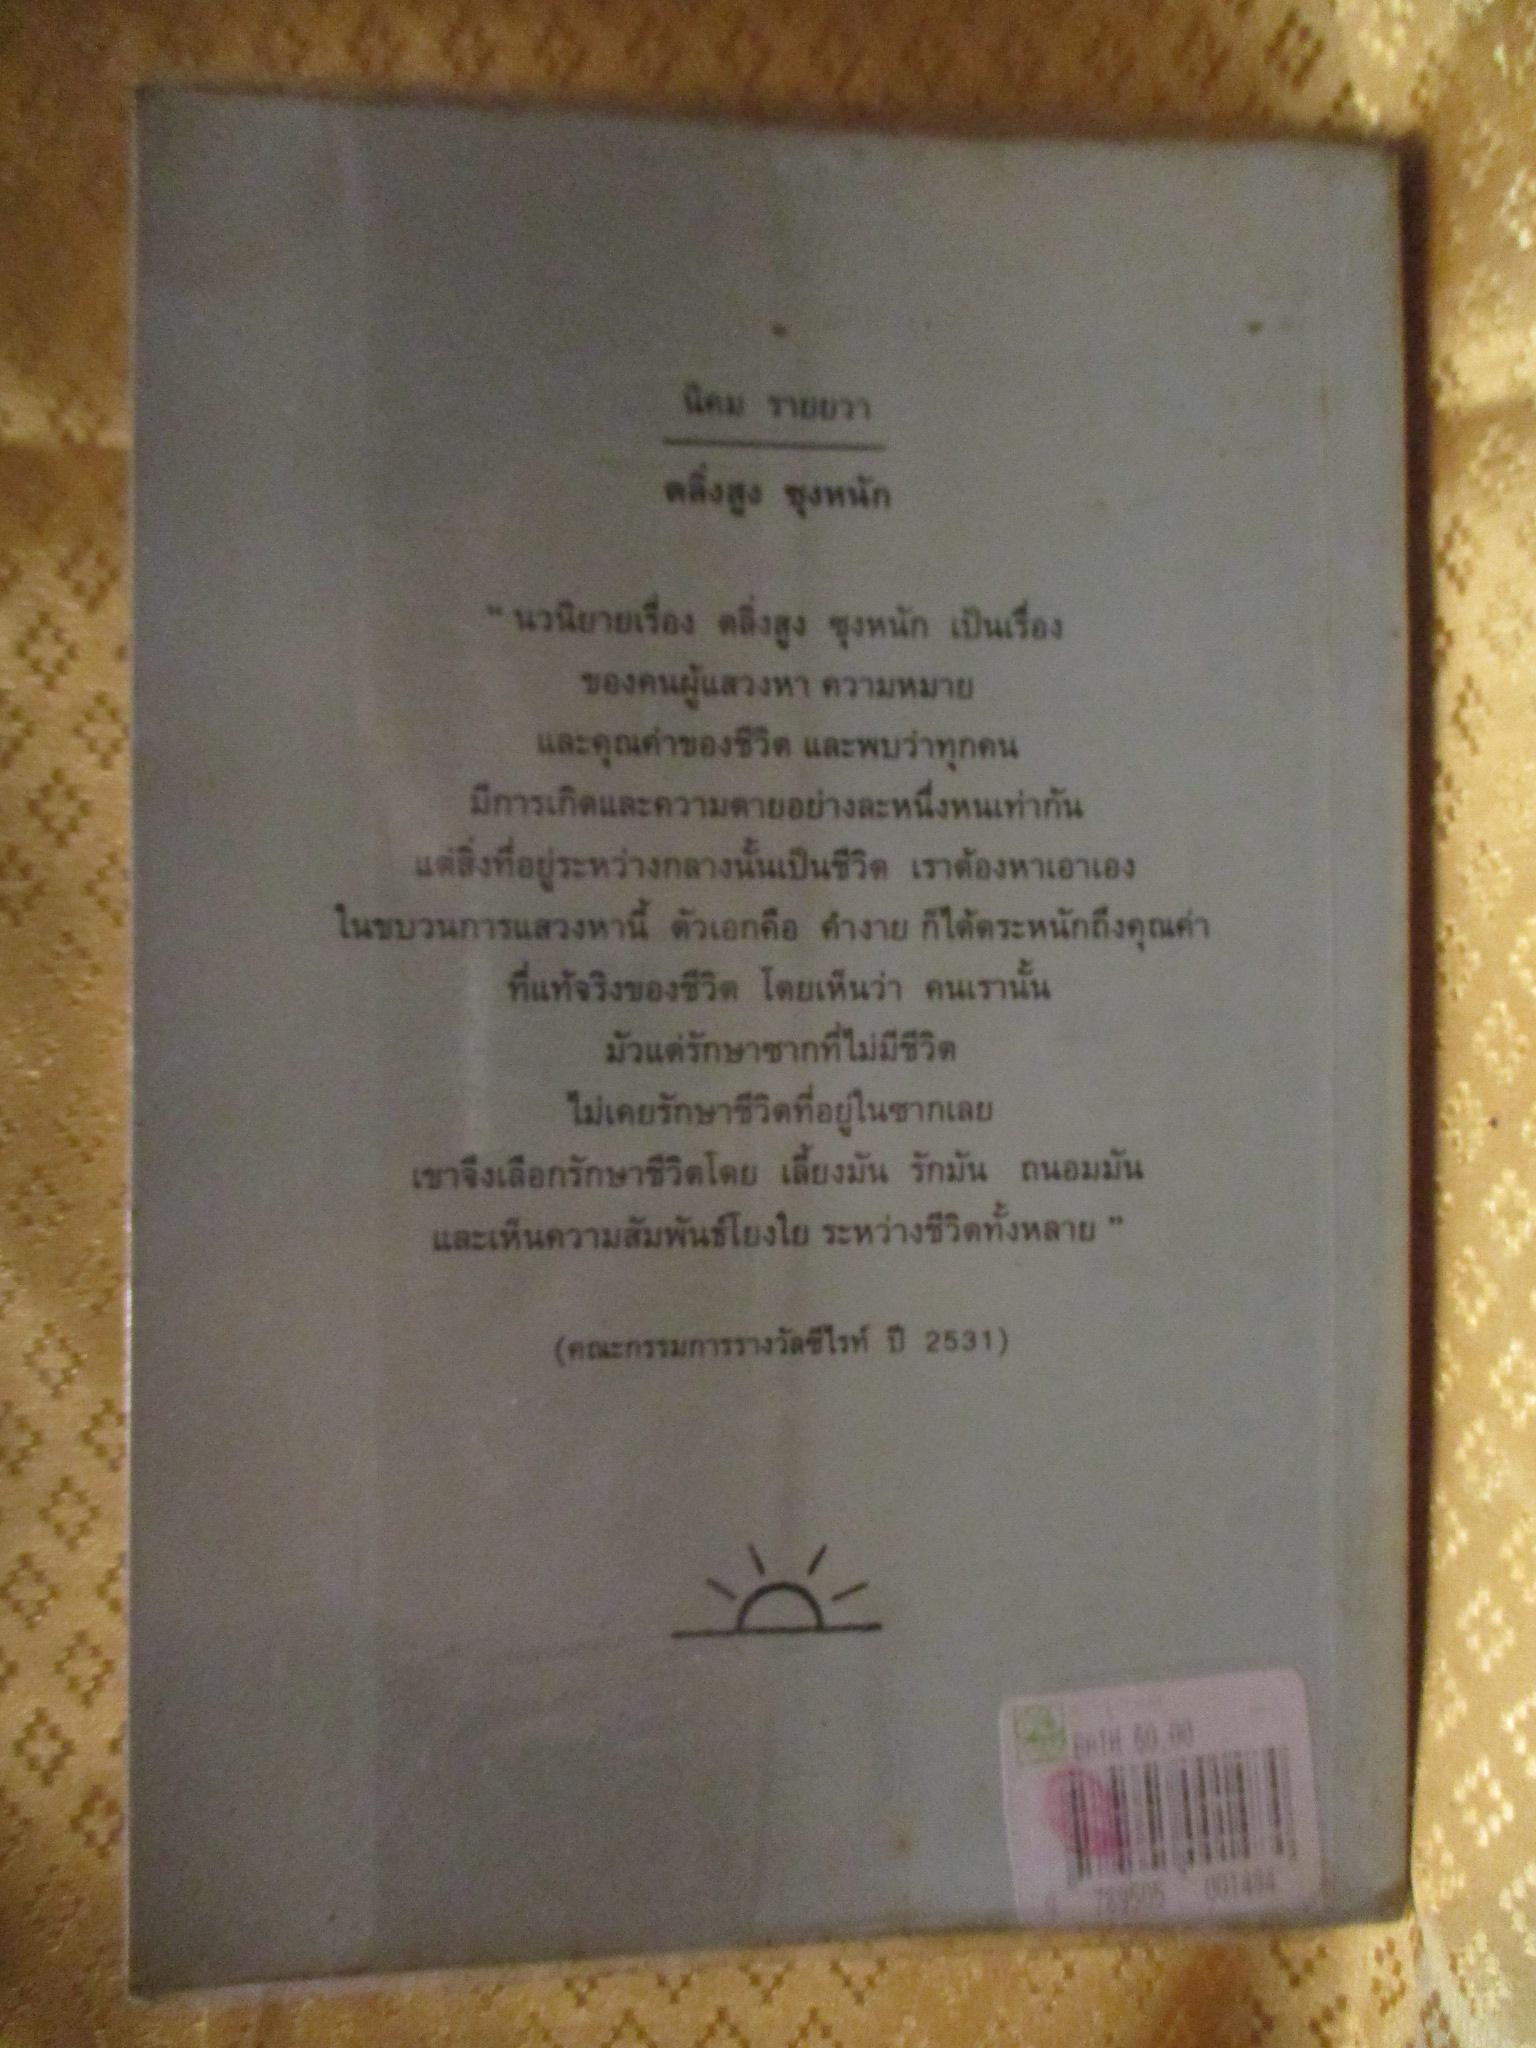 นิคม รายยวา
ตลิ่งสูง ซุงหนัก
" นวนิยายเรื่อง ตลิ่งสูง ซุงหนัก เป็นเรื่อง
ของคนผู้แสวงหา ความหมาย
และคุณค่าของชีวิต และพบว่าทุกคน
มีการเกิดและความตายอย่างละหนึ่งหนเท่ากัน
แต่สิ่งที่อยู่ระหว่างกลางนั้นเป็นชีวิต เราต้องหาเอาเอง
ในขบวนการแสวงหานี้ ตัวเอกคือ คำงาย ก็ได้ตระหนักถึงคุณค่า
ที่แท้จริงของชีวิต โดยเห็นว่า คนเรานั้น
มัวแต่รักษาซากที่ไม่มีชีวิต
ไม่เคยรักษาชีวิตที่อยู่ในซากเลย
เขาจึงเลือกรักษาชีวิตโดย เลี้ยงมัน รักมัน ถนอมมัน
และเห็นความสัมพันธ์โยงใย ระหว่างชีวิตทั้งหลาย "
(คณะกรรมการรางวัลซีไรท์ ปี 2531)
60.00
789505 001494